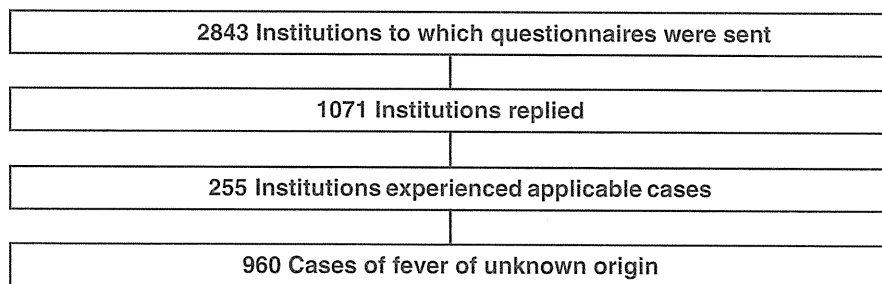 2843 Institutions to which questionnaires were sent
1071 Institutions replied
255 Institutions experienced applicable cases
960 Cases of fever of unknown origin